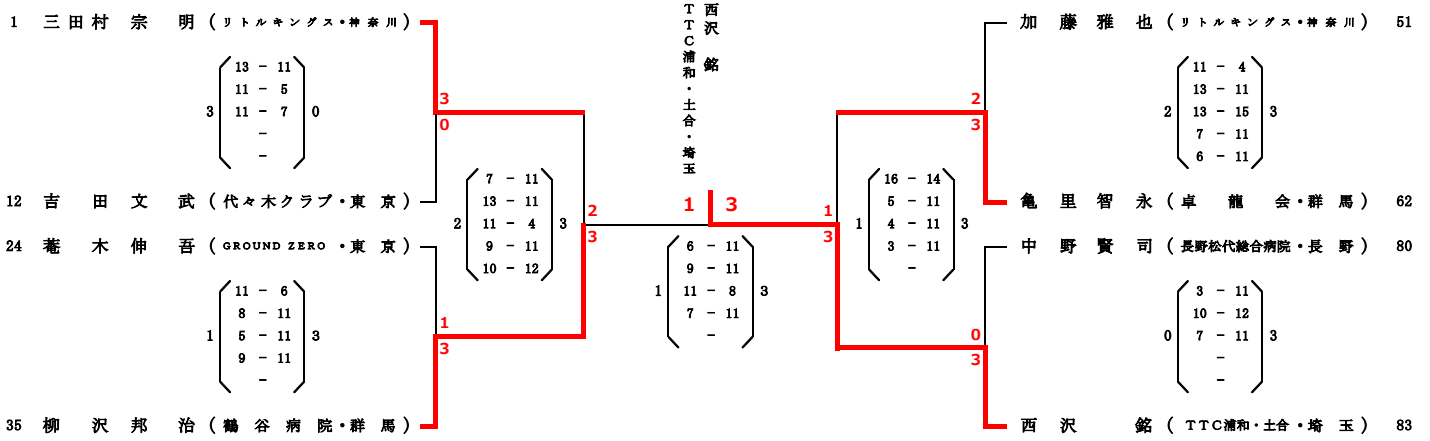 1 三田村 宗 明 (リトルキングス・神奈川)
13 - 11
11 - 5
3 11 - 7 0
-
-
3
0
12 吉 田 文 武 (代々木クラブ・東 京)
24 菴 木 伸 吾 (GROUND ZERO ・東 京)
11 - 6
8 - 11
1 5 - 11 3
9 - 11
-
1
3
35 柳 沢 邦 治 (鶴 谷 病 院・群 馬)
7 - 11
13 - 11
2 11 - 4 3
9 - 11
10 - 12
2
3
西沢 銘
TTC浦和・土合・埼玉
1 3
6 - 11
9 - 11
1 11 - 8 3
7 - 11
-
1
3
16 - 14
5 - 11
1 4 - 11 3
3 - 11
-
加 藤 雅 也 (リトルキングス・神奈川) 51
11 - 4
13 - 11
2 13 - 15 3
7 - 11
6 - 11
2
3
亀 里 智 永 (卓 龍 会・群 馬) 62
中 野 賢 司 (長野松代総合病院・長 野) 80
3 - 11
10 - 12
0 7 - 11 3
-
-
0
3
西 沢 銘 (TTC浦和・土合・埼 玉) 83